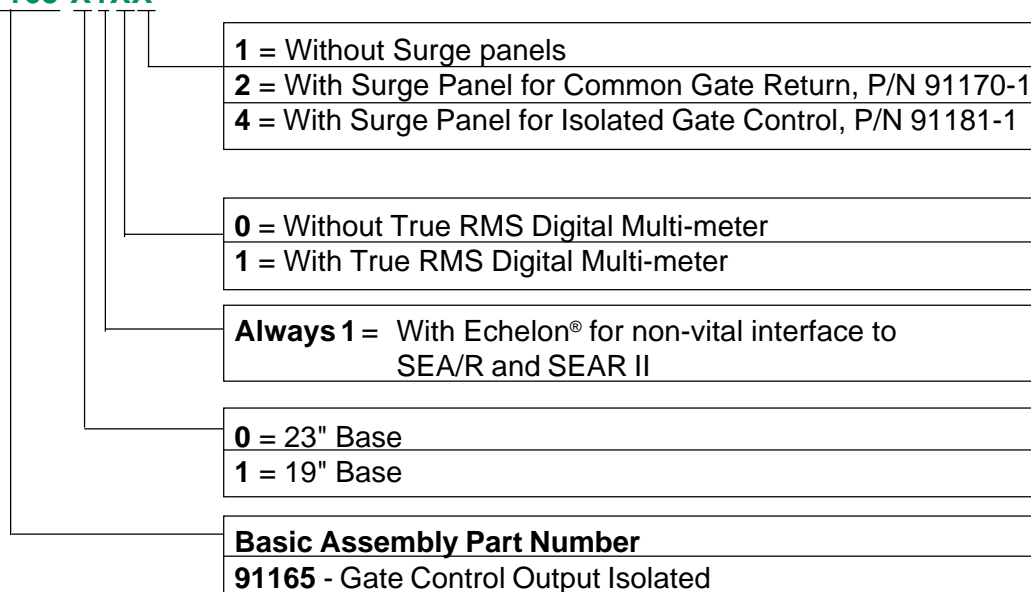 1 = Without Surge panels
2 = With Surge Panel for Common Gate Return, P/N 91170-1
4 = With Surge Panel for Isolated Gate Control, P/N 91181-1
0 = Without True RMS Digital Multi-meter
1 = With True RMS Digital Multi-meter
Always 1 = With Echelon® for non-vital interface to
SEA/R and SEAR II
0 = 23" Base
1 = 19" Base
Basic Assembly Part Number
91165 - Gate Control Output Isolated